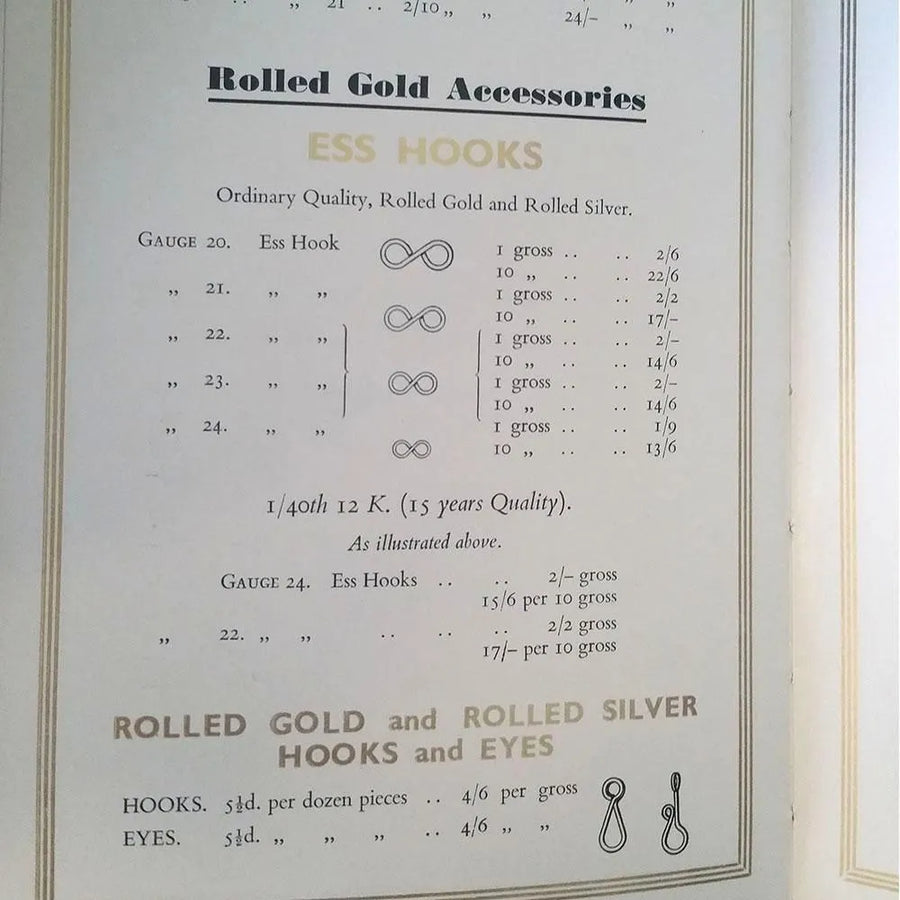 „ 21 .. 2/10 „ „ 24/- „ „
Rolled Gold Accessories
ESS HOOKS
Ordinary Quality, Rolled Gold and Rolled Silver.
GAUGE 20. Ess Hook 1 gross .. .. 2/6
10 „ .. .. 22/6
„ 21. „ „ 1 gross .. .. 2/2
10 „ .. .. 17/-
„ 22. „ „ 1 gross .. .. 2/-
10 „ .. .. 14/6
„ 23. „ „ 1 gross .. .. 2/-
10 „ .. .. 14/6
„ 24. „ „ 1 gross .. .. 1/9
10 „ .. .. 13/6
1/40th 12 K. (15 years Quality).
As illustrated above.
GAUGE 24. Ess Hooks .. .. 2/- gross
15/6 per 10 gross
„ 22. „ „ .. .. .. 2/2 gross
17/- per 10 gross
ROLLED GOLD and ROLLED SILVER
HOOKS and EYES
HOOKS. 5½d. per dozen pieces .. 4/6 per gross
EYES. 5½d. „ „ „ .. 4/6 „ „